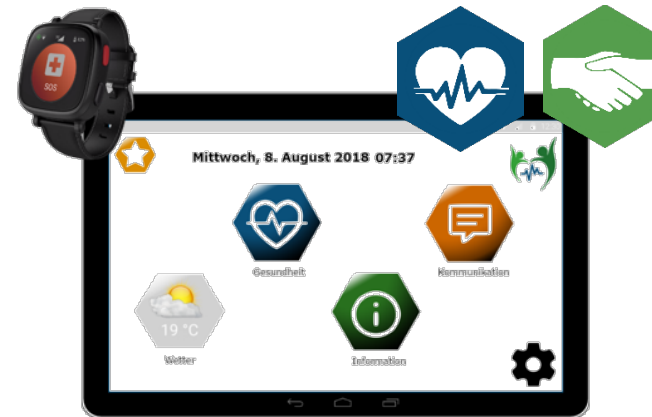 SOS
Mittwoch, 8. August 2018 07:37
Gesundheit
Kommunikation
19 °C
Wetter
Information